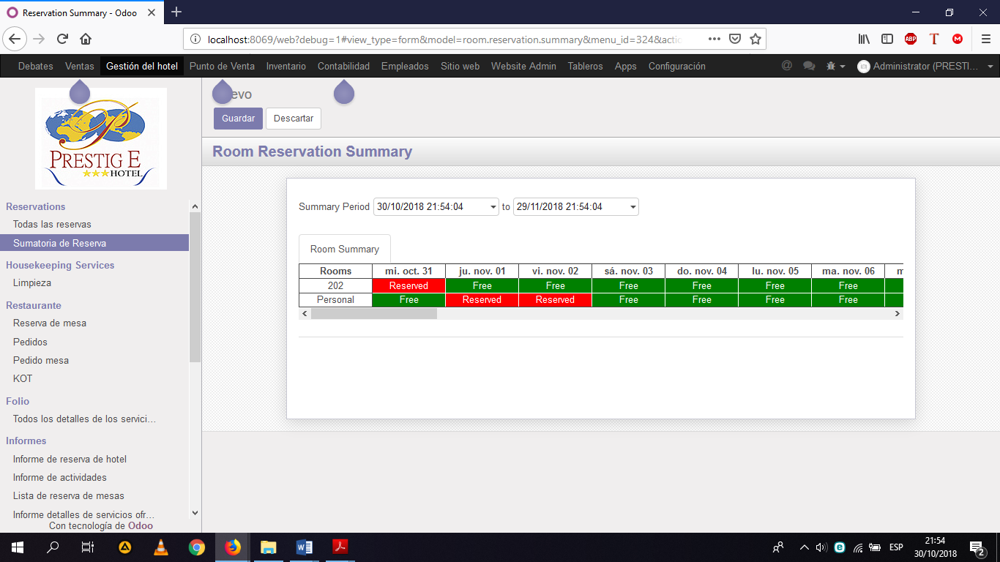 Reservation Summary - Odoo
localhost:8069/web?debug=1#view_type=form&model=room.reservation.summary&menu_id=324&actic
ABP T M
Debates Ventas Gestión del hotel Punto de Venta Inventario Contabilidad Empleados Sitio web Website Admin Tableros Apps Configuración @ Administrator (PRESTI...
P
PRESTIG E
HOTEL
evo
Guardar Descartar
Room Reservation Summary
Reservations
Todas las reservas
Sumatoria de Reserva
Housekeeping Services
Limpieza
Restaurante
Reserva de mesa
Pedidos
Pedido mesa
KOT
Folio
Todos los detalles de los servici...
Informes
Informe de reserva de hotel
Informe de actividades
Lista de reserva de mesas
Informe detalles de servicios ofr...
Con tecnología de Odoo
Summary Period 30/10/2018 21:54:04 to 29/11/2018 21:54:04
Room Summary
Rooms mi. oct. 31 ju. nov. 01 vi. nov. 02 sá. nov. 03 do. nov. 04 lu. nov. 05 ma. nov. 06 m
202 Reserved Free Free Free Free Free Free
Personal Free Reserved Reserved Free Free Free Free
ESP 21:54
30/10/2018 2